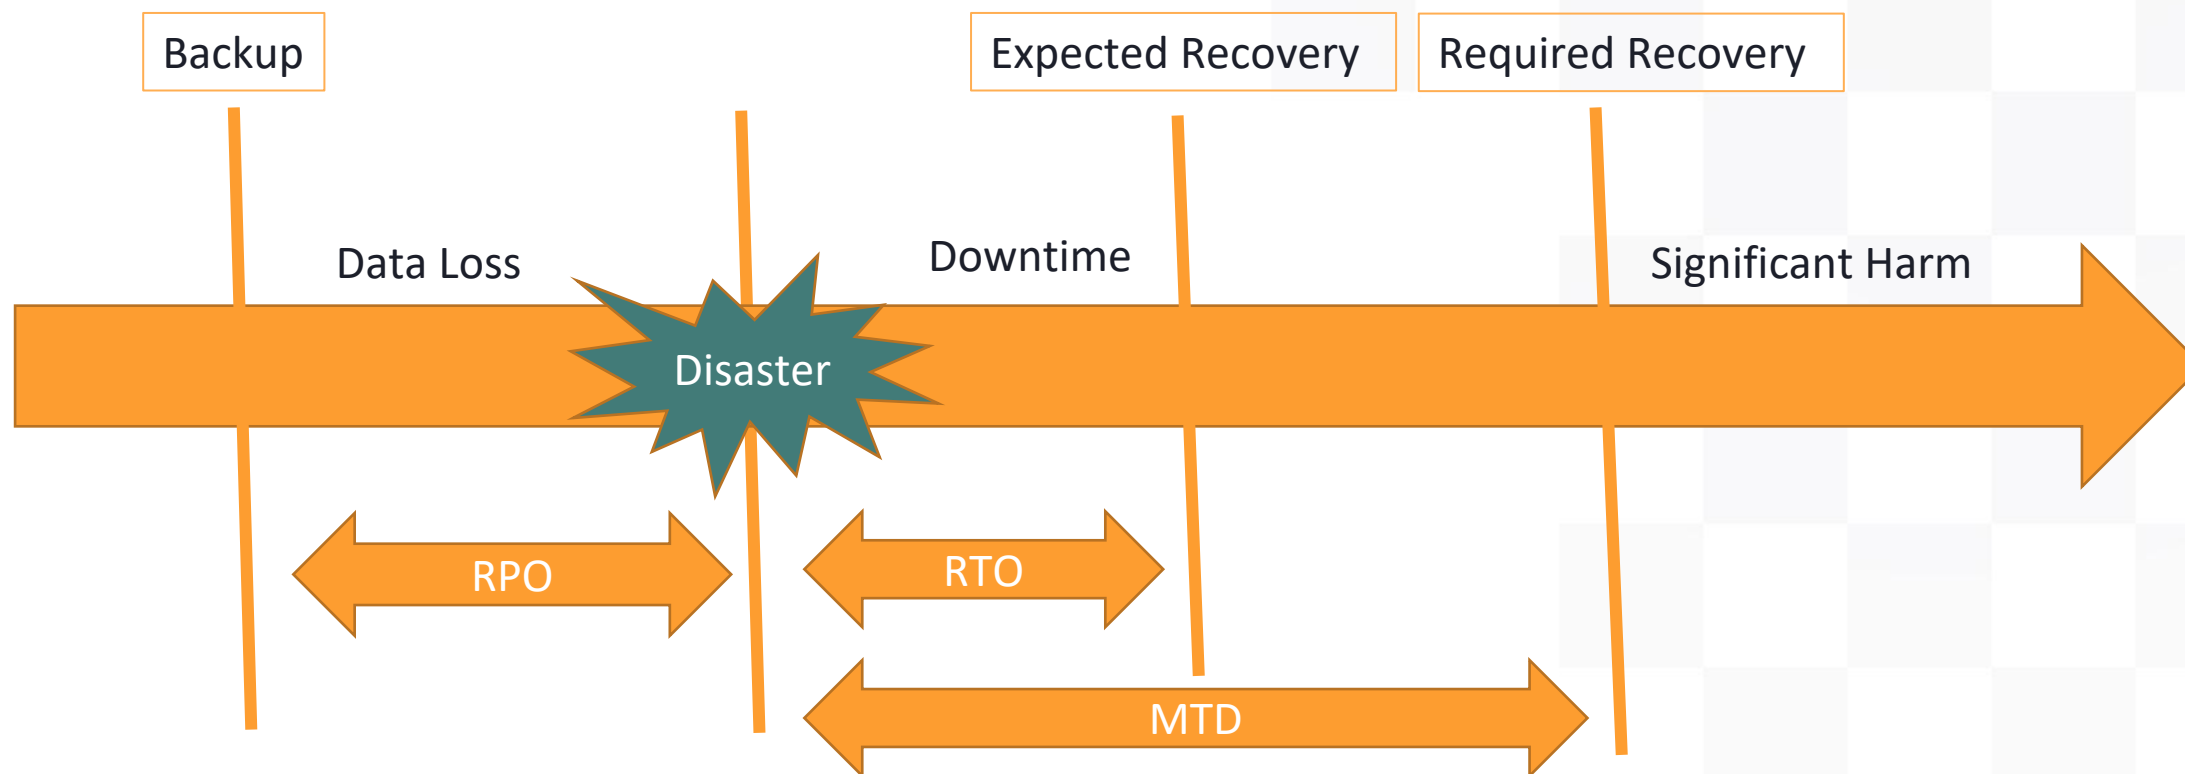 Backup
Expected Recovery
Required Recovery
Data Loss
Downtime
Significant Harm
Disaster
RPO
RTO
MTD